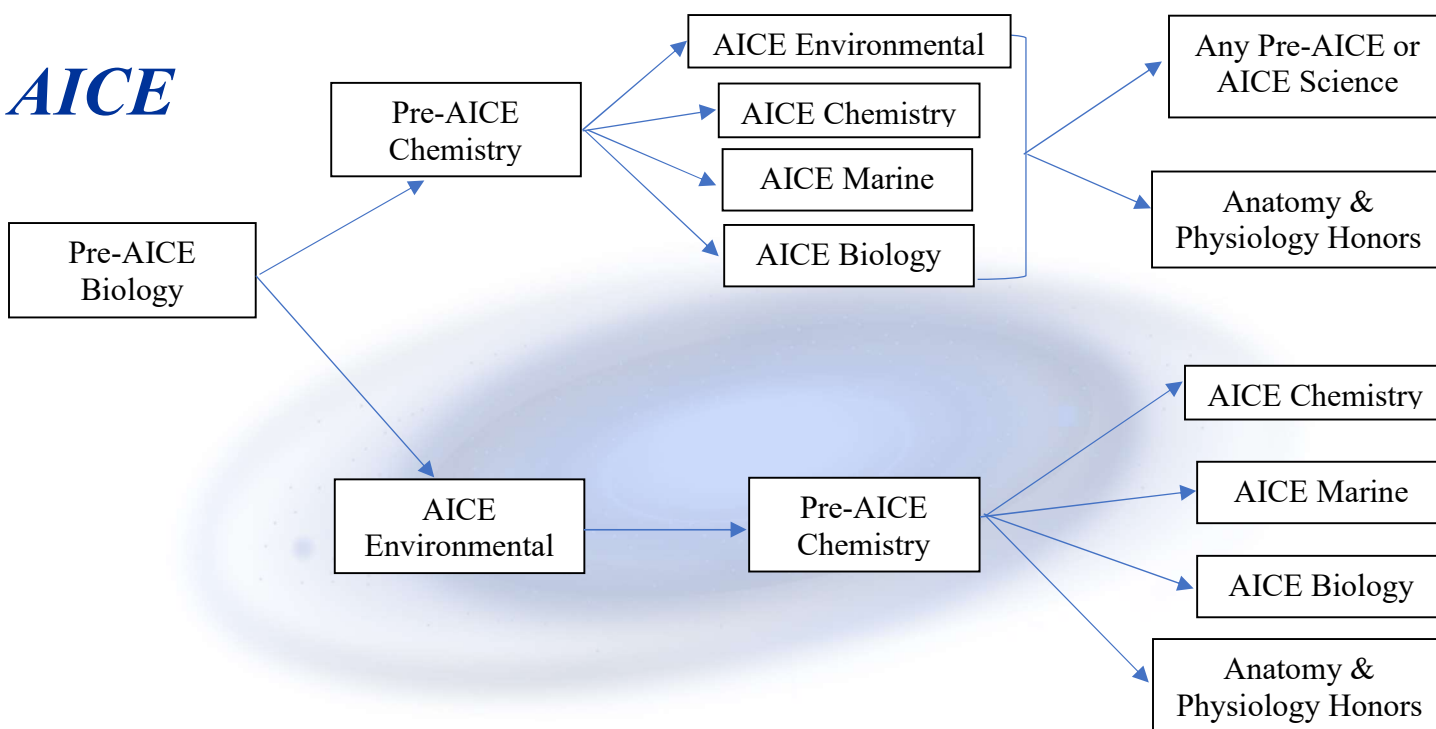 AICE
Pre-AICE
Biology
Pre-AICE
Chemistry
AICE Environmental
AICE Chemistry
AICE Marine
AICE Biology
Any Pre-AICE or
AICE Science
Anatomy &
Physiology Honors
AICE
Environmental
Pre-AICE
Chemistry
AICE Chemistry
AICE Marine
AICE Biology
Anatomy &
Physiology Honors